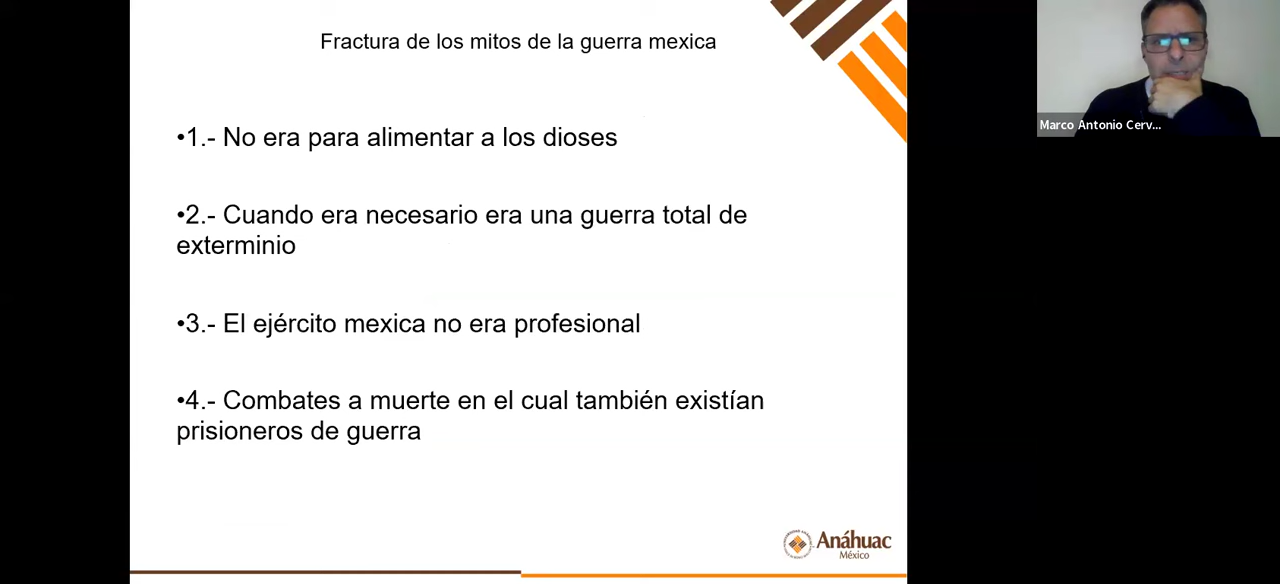 Fractura de los mitos de la guerra mexica
•1.- No era para alimentar a los dioses
•2.- Cuando era necesario era una guerra total de
exterminio
•3.- El ejército mexica no era profesional
•4.- Combates a muerte en el cual también existían
prisioneros de guerra
Anáhuac
México
Marco Antonio Cerv...